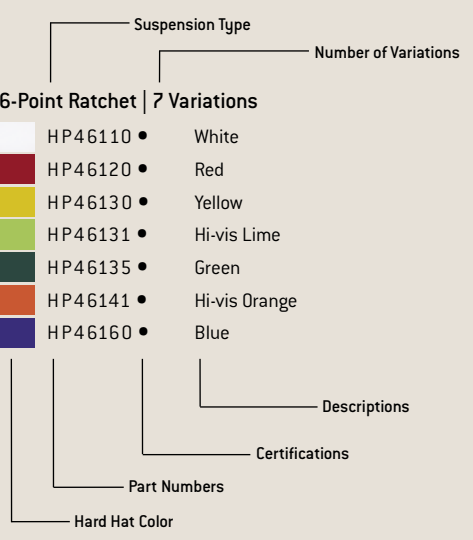 Suspension Type
Number of Variations
6-Point Ratchet | 7 Variations
HP46110 • White
HP46120 • Red
HP46130 • Yellow
HP46131 • Hi-vis Lime
HP46135 • Green
HP46141 • Hi-vis Orange
HP46160 • Blue
Descriptions
Certifications
Part Numbers
Hard Hat Color